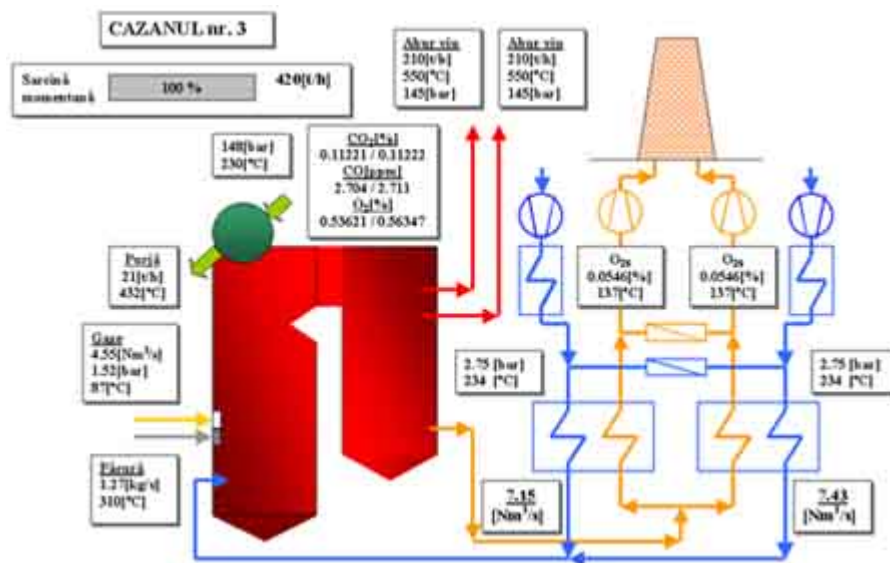 CAZANUL nr. 3
Sarcină
momentană
100 %
420[t/h]
Abur viu
210[t/h]
550[°C]
145[bar]
Abur viu
210[t/h]
550[°C]
145[bar]
148[bar]
230[°C]
CO₂[%]
0.11221 / 0.11222
CO[ppm]
2.704 / 2.711
O₂[%]
0.53621 / 0.56347
Purjă
21[t/h]
432[°C]
Gaze
4.55[Nm³/s]
1.52[bar]
87[°C]
Păcură
1.27[kg/s]
310[°C]
O₂s
0.0546[%]
137[°C]
O₂s
0.0546[%]
137[°C]
2.75 [bar]
234 [°C]
2.75 [bar]
234 [°C]
7.15
[Nm³/s]
7.43
[Nm³/s]